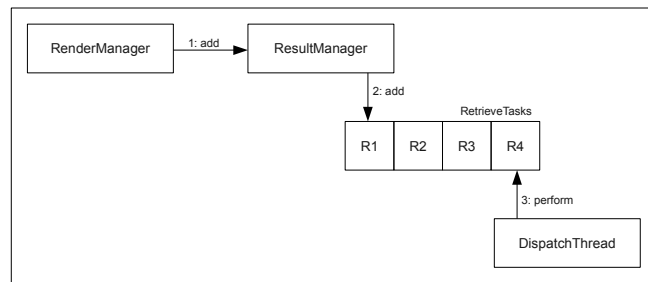 RenderManager
1: add
ResultManager
2: add
RetrieveTasks
R1 R2 R3 R4
3: perform
DispatchThread